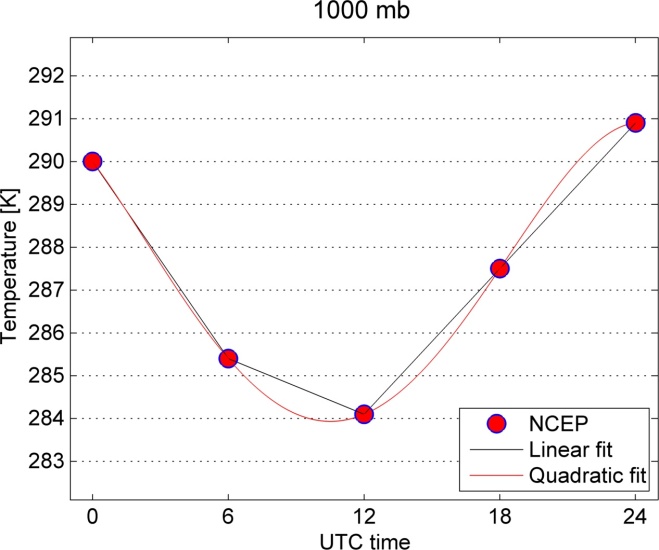 1000 mb
Temperature [K]
292
291
290
289
288
287
286
285
284
283
0 6 12 18 24
UTC time
NCEP
Linear fit
Quadratic fit